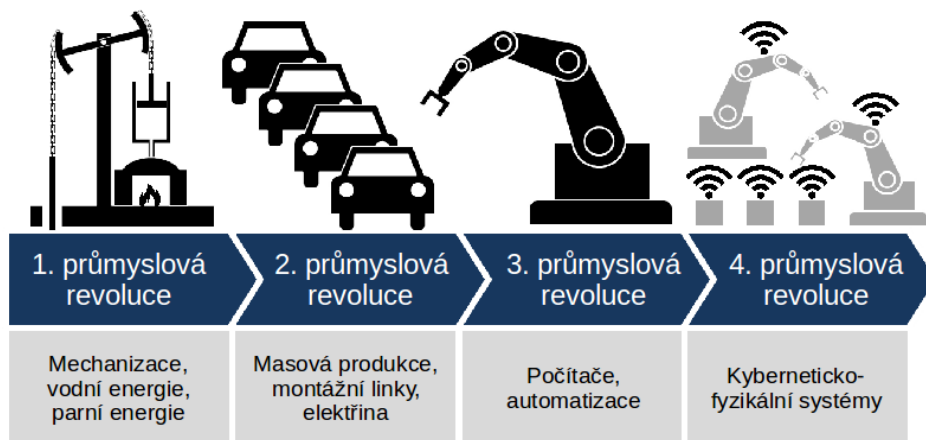 1. průmyslová
revoluce
2. průmyslová
revoluce
3. průmyslová
revoluce
4. průmyslová
revoluce
Mechanizace,
vodní energie,
parní energie
Masová produkce,
montážní linky,
elektřina
Počítače,
automatizace
Kyberneticko-
fyzikální systémy